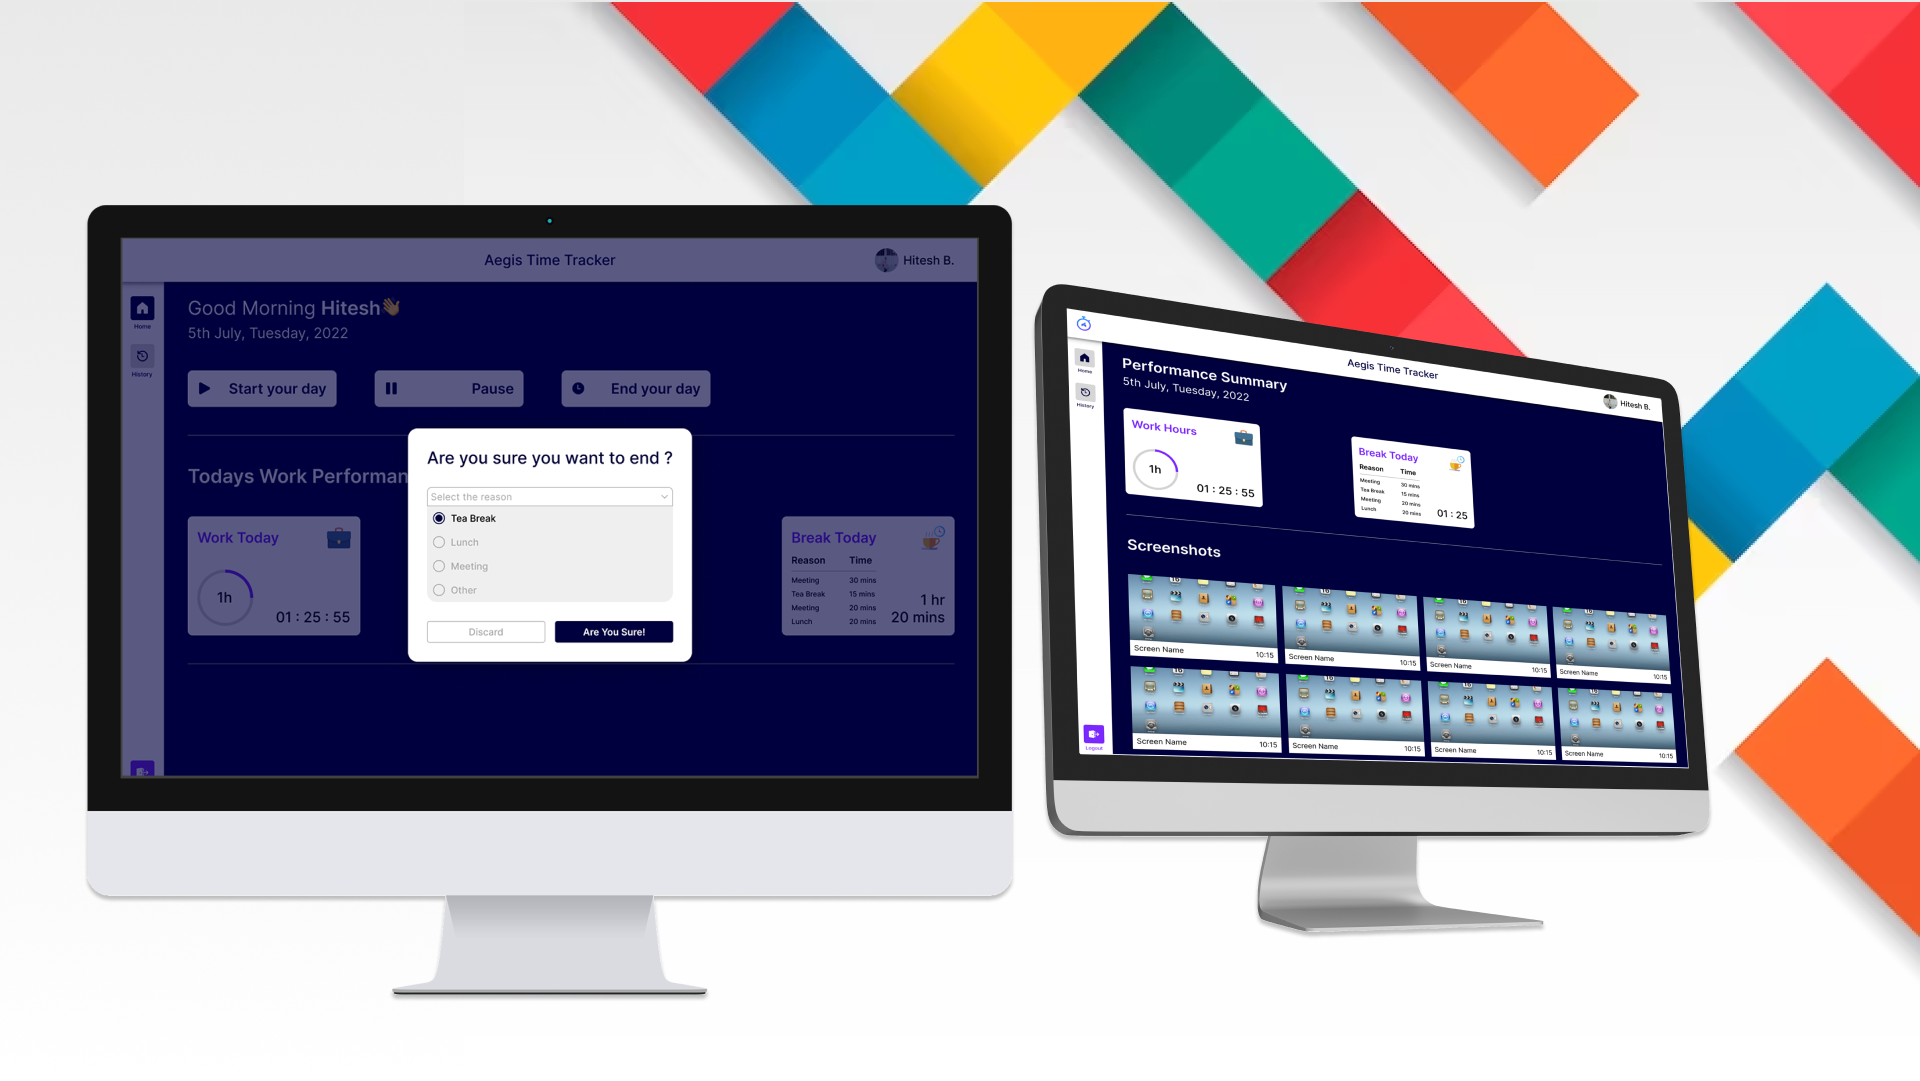 Aegis Time Tracker
Hitesh B.
Home
History
Good Morning Hitesh👋
5th July, Tuesday, 2022
Start your day
Pause
End your day
Todays Work Performan
Work Today
1h
01 : 25 : 55
Are you sure you want to end ?
Select the reason
Tea Break
Lunch
Meeting
Other
Discard
Are You Sure!
Break Today
Reason Time
Meeting 30 mins
Tea Break 15 mins
Meeting 20 mins
Lunch 20 mins
1 hr
20 mins
Aegis Time Tracker
Hitesh B.
Home
History
Logout
Performance Summary
5th July, Tuesday, 2022
Work Hours
1h
01 : 25 : 55
Break Today
Reason Time
Meeting 30 mins
Tea Break 15 mins
Meeting 20 mins
Lunch 20 mins
01 : 25
Screenshots
Screen Name 10:15
Screen Name 10:15
Screen Name 10:15
Screen Name 10:15
Screen Name 10:15
Screen Name 10:15
Screen Name 10:15
Screen Name 10:15